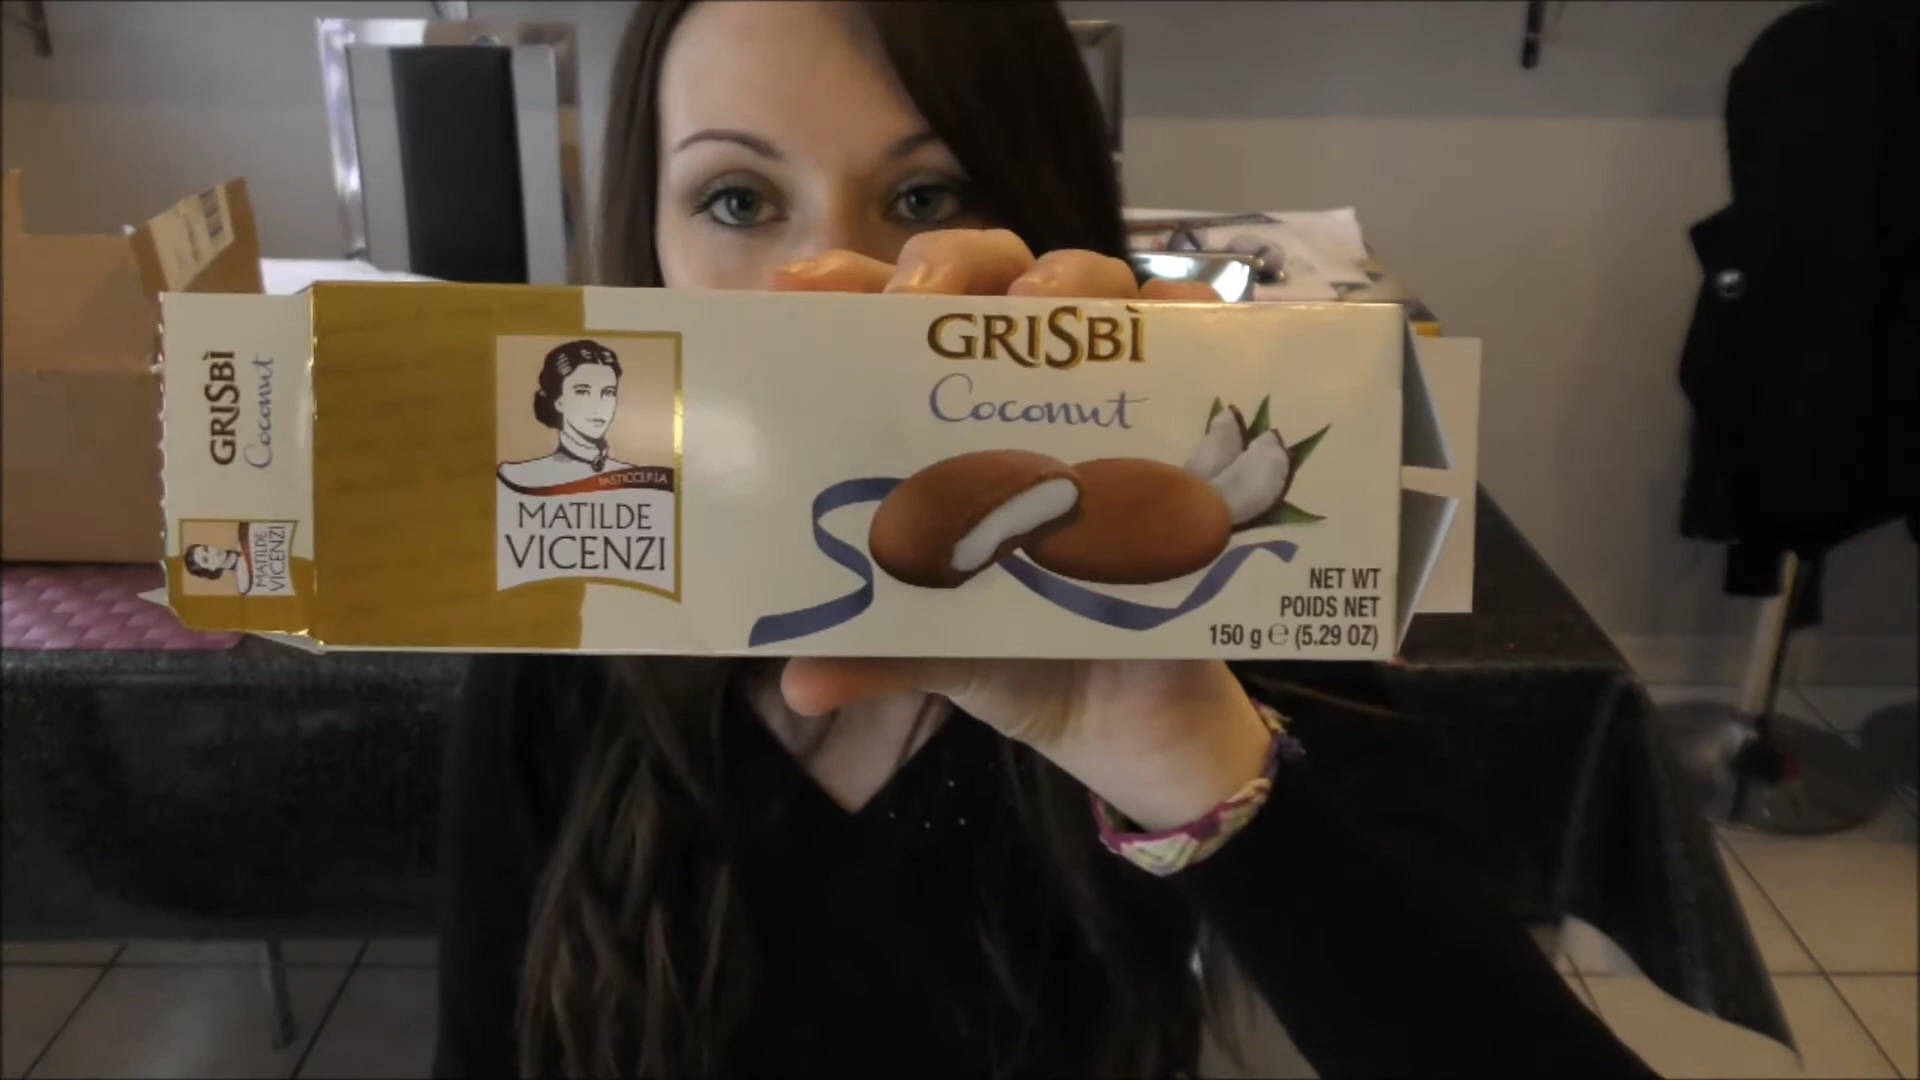 GRISBÌ
Coconut
MATILDE
VICENZI
PASTICCERIA
MATILDE
VICENZI
GRISBÌ
Coconut
NET WT
POIDS NET
150 g ℮ (5.29 OZ)